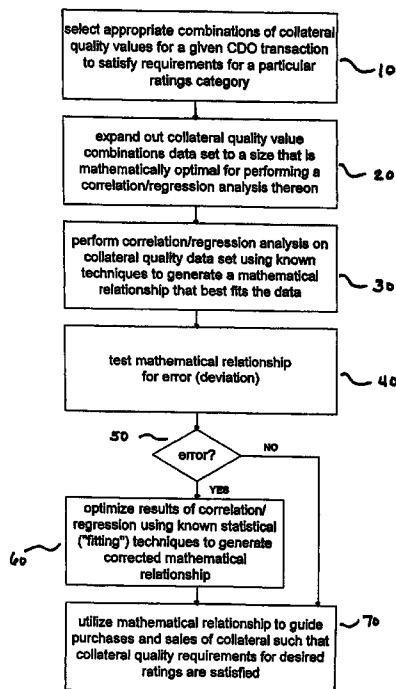 select appropriate combinations of collateral
quality values for a given CDO transaction
to satisfy requirements for a particular
ratings category
10
expand out collateral quality value
combinations data set to a size that is
mathematically optimal for performing a
correlation/regression analysis thereon
20
perform correlation/regression analysis on
collateral quality data set using known
techniques to generate a mathematical
relationship that best fits the data
30
test mathematical relationship
for error (deviation)
40
50
error?
NO
YES
optimize results of correlation/
regression using known statistical
("fitting") techniques to generate
corrected mathematical
relationship
60
utilize mathematical relationship to guide
purchases and sales of collateral such that
collateral quality requirements for desired
ratings are satisfied
70